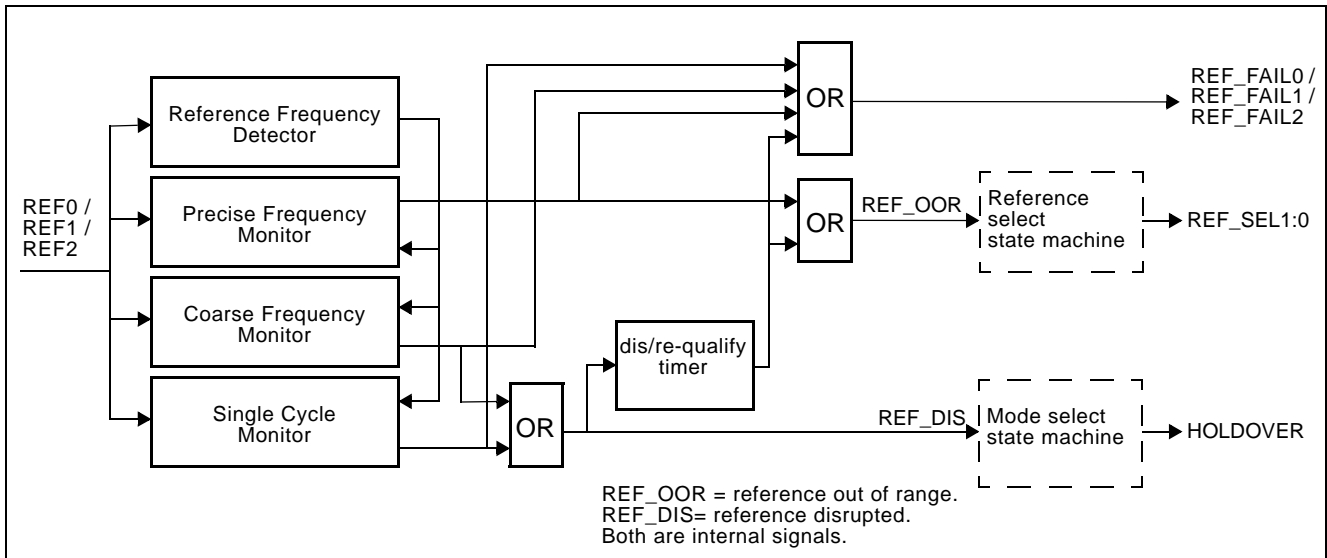 REF0 /
REF1 /
REF2
Reference Frequency
Detector
Precise Frequency
Monitor
Coarse Frequency
Monitor
Single Cycle
Monitor
OR
dis/re-qualify
timer
OR
REF_FAIL0 /
REF_FAIL1 /
REF_FAIL2
OR
REF_OOR
Reference
select
state machine
REF_SEL1:0
REF_DIS
Mode select
state machine
HOLDOVER
REF_OOR = reference out of range.
REF_DIS= reference disrupted.
Both are internal signals.